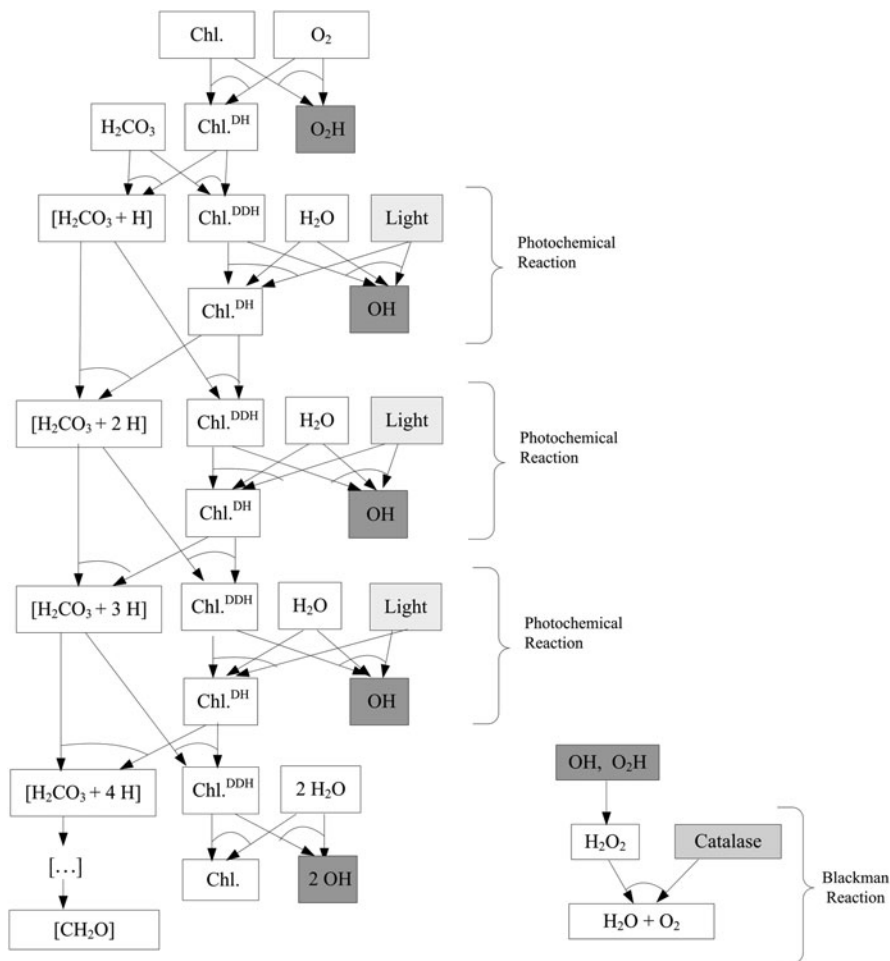 Chl. O₂
H₂CO₃ Chl.ᴰᴴ O₂H
[H₂CO₃ + H] Chl.ᴰᴰᴴ H₂O Light
Photochemical
Reaction
Chl.ᴰᴴ OH
[H₂CO₃ + 2 H] Chl.ᴰᴰᴴ H₂O Light
Photochemical
Reaction
Chl.ᴰᴴ OH
[H₂CO₃ + 3 H] Chl.ᴰᴰᴴ H₂O Light
Photochemical
Reaction
Chl.ᴰᴴ OH
[H₂CO₃ + 4 H] Chl.ᴰᴰᴴ 2 H₂O
[…] Chl. 2 OH
[CH₂O]
OH, O₂H
H₂O₂ Catalase
H₂O + O₂
Blackman
Reaction